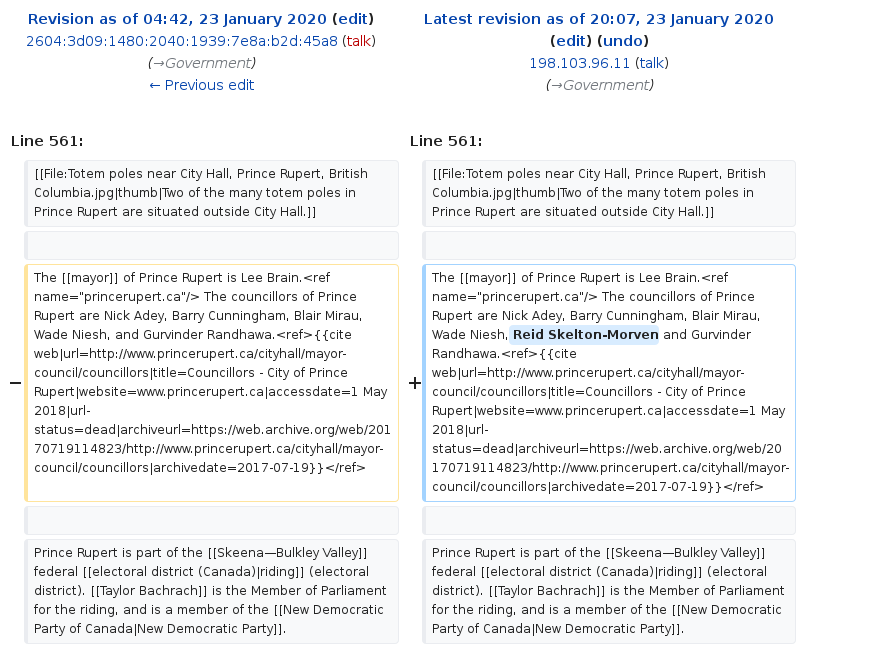 Revision as of 04:42, 23 January 2020 (edit)
2604:3d09:1480:2040:1939:7e8a:b2d:45a8 (talk)
(→Government)
← Previous edit
Latest revision as of 20:07, 23 January 2020
(edit) (undo)
198.103.96.11 (talk)
(→Government)
Line 561:
[[File:Totem poles near City Hall, Prince Rupert, British
Columbia.jpg|thumb|Two of the many totem poles in
Prince Rupert are situated outside City Hall.]]
−
The [[mayor]] of Prince Rupert is Lee Brain.<ref
name="princerupert.ca"/> The councillors of Prince
Rupert are Nick Adey, Barry Cunningham, Blair Mirau,
Wade Niesh, and Gurvinder Randhawa.<ref>{{cite
web|url=http://www.princerupert.ca/cityhall/mayor-
council/councillors|title=Councillors - City of Prince
Rupert|website=www.princerupert.ca|accessdate=1 May
2018|url-
status=dead|archiveurl=https://web.archive.org/web/201
70719114823/http://www.princerupert.ca/cityhall/mayor-
council/councillors|archivedate=2017-07-19}}</ref>
Prince Rupert is part of the [[Skeena—Bulkley Valley]]
federal [[electoral district (Canada)|riding]] (electoral
district). [[Taylor Bachrach]] is the Member of Parliament
for the riding, and is a member of the [[New Democratic
Party of Canada|New Democratic Party]].
Line 561:
[[File:Totem poles near City Hall, Prince Rupert, British
Columbia.jpg|thumb|Two of the many totem poles in
Prince Rupert are situated outside City Hall.]]
+
The [[mayor]] of Prince Rupert is Lee Brain.<ref
name="princerupert.ca"/> The councillors of Prince
Rupert are Nick Adey, Barry Cunningham, Blair Mirau,
Wade Niesh, Reid Skelton-Morven and Gurvinder
Randhawa.<ref>{{cite
web|url=http://www.princerupert.ca/cityhall/mayor-
council/councillors|title=Councillors - City of Prince
Rupert|website=www.princerupert.ca|accessdate=1 May
2018|url-
status=dead|archiveurl=https://web.archive.org/web/20
170719114823/http://www.princerupert.ca/cityhall/mayor-
council/councillors|archivedate=2017-07-19}}</ref>
Prince Rupert is part of the [[Skeena—Bulkley Valley]]
federal [[electoral district (Canada)|riding]] (electoral
district). [[Taylor Bachrach]] is the Member of Parliament
for the riding, and is a member of the [[New Democratic
Party of Canada|New Democratic Party]].